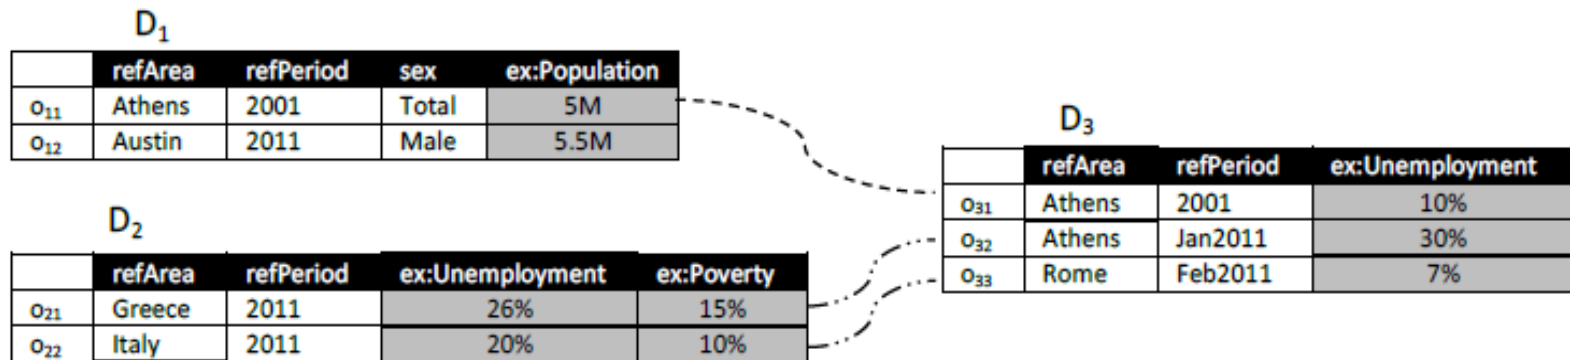 D₁
refArea refPeriod sex ex:Population
o₁₁ Athens 2001 Total 5M
o₁₂ Austin 2011 Male 5.5M
D₂
refArea refPeriod ex:Unemployment ex:Poverty
o₂₁ Greece 2011 26% 15%
o₂₂ Italy 2011 20% 10%
D₃
refArea refPeriod ex:Unemployment
o₃₁ Athens 2001 10%
o₃₂ Athens Jan2011 30%
o₃₃ Rome Feb2011 7%